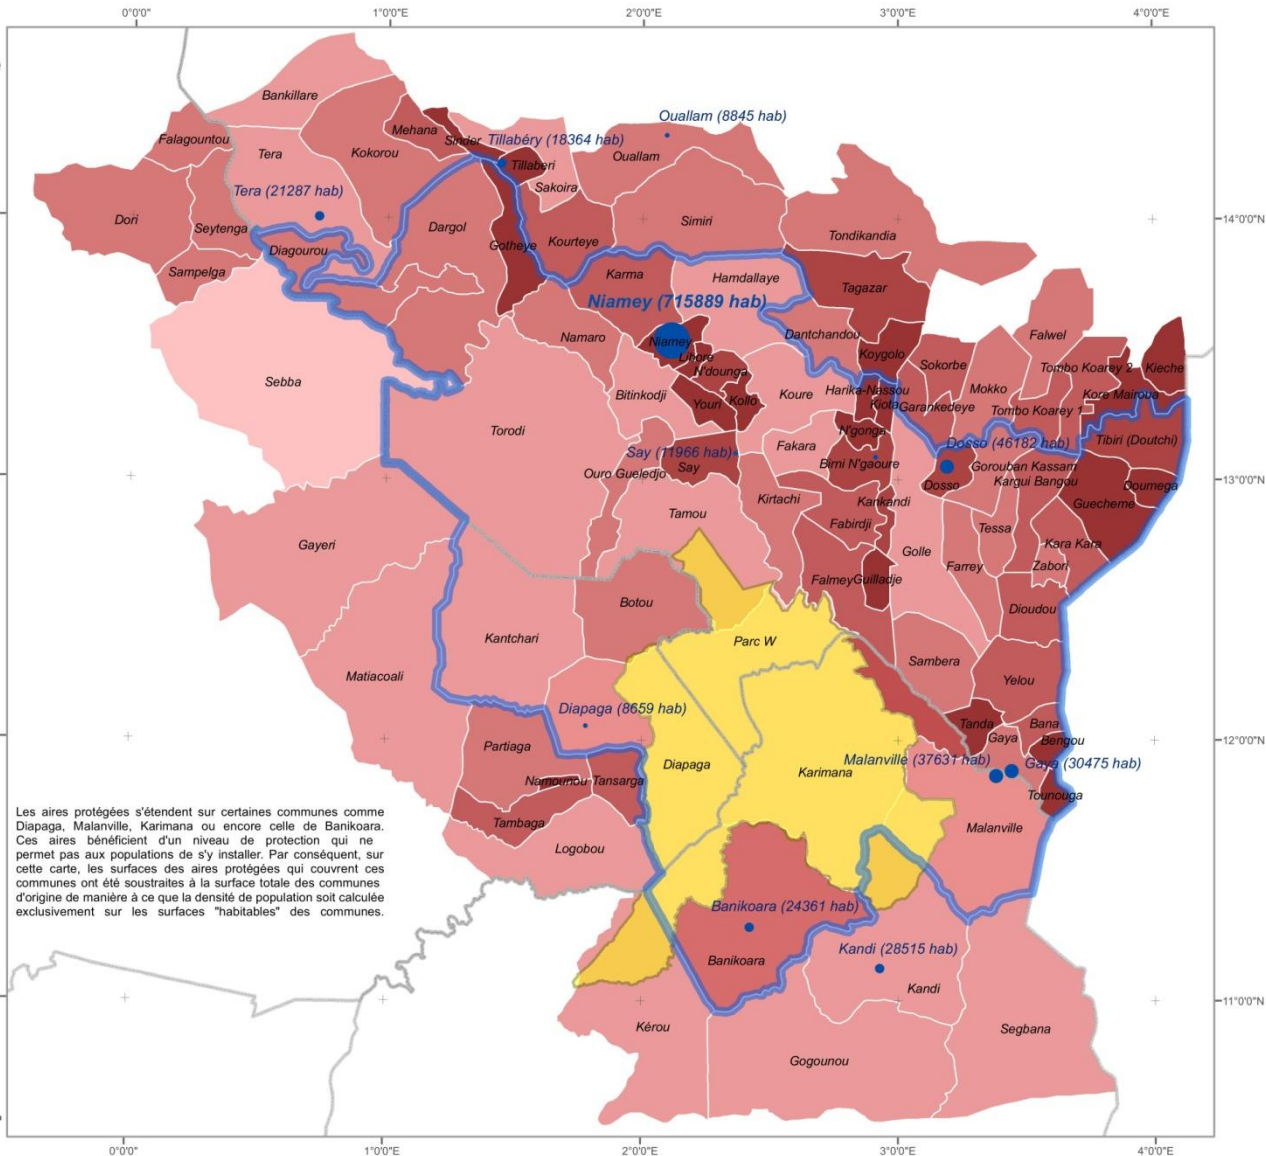 0°0'0" 1°0'0"E 2°0'0"E 3°0'0"E 4°0'0"E
Bankillare
Ouallam (8845 hab)
Falagountou
Mehana
Sinder
Tillabéry (18364 hab)
Tera
Kokorou
Tillaberi
Ouallam
Sakoira
Tera (21287 hab)
Dori
Seytenga
Dargol
Simiri
14°0'0"N
Diagourou
Gotheye
Kourteye
Tondikandia
Sampelga
Karma
Hamdallaye
Tagazar
Niamey (715889 hab)
Namaro
Niamey
Dantchandou
Falwel
Libore
Koygolo
Sokorbe
N'dounga
Tombo Koarey 2
Kieche
Sebba
Bitinkodji
Youri
Kollo
Koure
Harika-Nassou
Mokko
Kore Mairoua
Kiota
Garankedeye
Tombo Koarey 1
Torodi
N'gonga
Fakara
Dosso (46182 hab)
Tibiri (Doutchi)
Say (11966 hab)
Say
Birni N'gaoure
Gorouban Kassam
Ouro Gueledjo
Dosso
Kargui Bangou
Doumega
13°0'0"N
Kirtachi
Kankandi
Guecheme
Tamou
Fabirdji
Tessa
Gayeri
Golle
Kara Kara
Farrey
Zabori
Falmey
Guilladje
Botou
Dioudou
Kantchari
Parc W
Sambera
Matiacoali
Yelou
Diapaga (8659 hab)
Tanda
Bana
Gaya
Bengou
12°0'0"N
Partiaga
Diapaga
Karimana
Malanville (37631 hab)
Gaya (30475 hab)
Namounou
Tansarga
Tounouga
Tambaga
Malanville
Logobou
Les aires protégées s'étendent sur certaines communes comme
Diapaga, Malanville, Karimana ou encore celle de Banikoara.
Ces aires bénéficient d'un niveau de protection qui ne
permet pas aux populations de s'y installer. Par conséquent, sur
cette carte, les surfaces des aires protégées qui couvrent ces
communes ont été soustraites à la surface totale des communes
d'origine de manière à ce que la densité de population soit calculée
exclusivement sur les surfaces "habitables" des communes.
Banikoara (24361 hab)
Banikoara
Kandi (28515 hab)
Kandi
11°0'0"N
Kérou
Segbana
Gogounou
0°0'0" 1°0'0"E 2°0'0"E 3°0'0"E 4°0'0"E